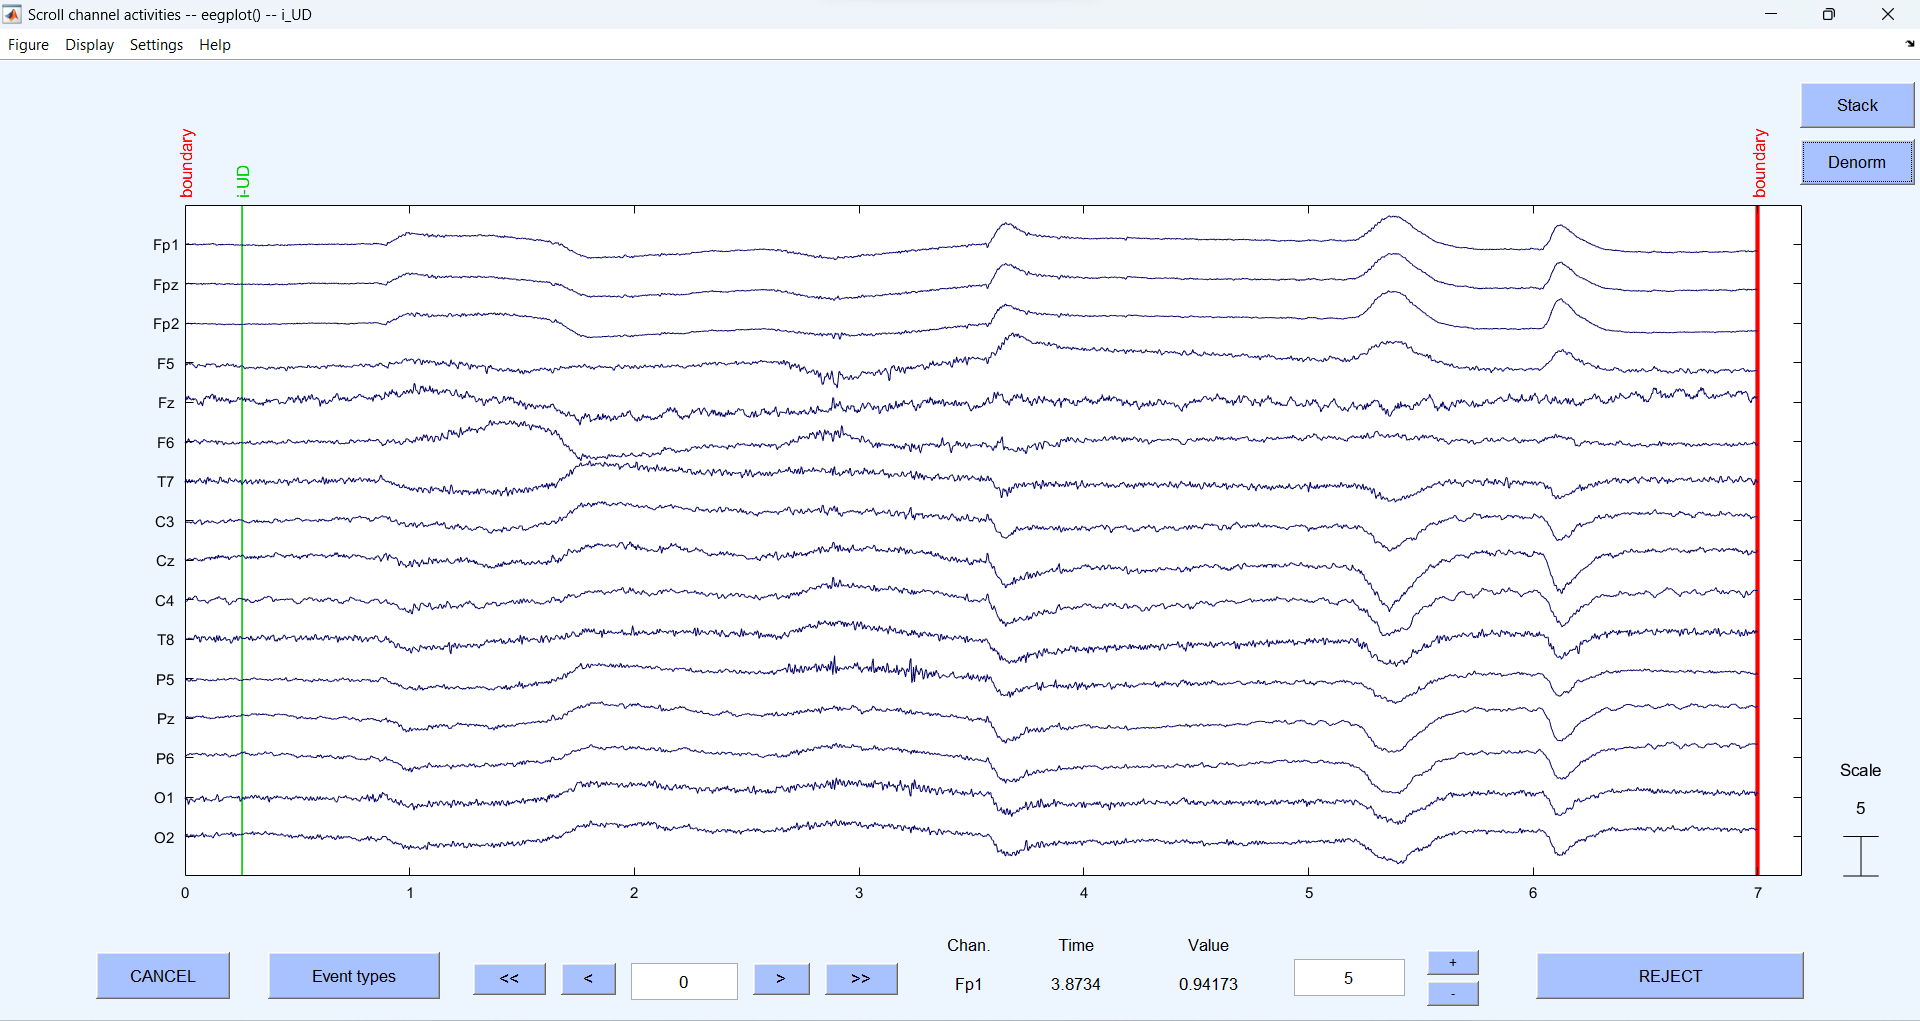 Scroll channel activities -- eegplot() -- i_UD
Figure Display Settings Help
Stack
Denorm
boundary
i-UD
boundary
Fp1
Fpz
Fp2
F5
Fz
F6
T7
C3
Cz
C4
T8
P5
Pz
P6
O1
O2
0 1 2 3 4 5 6 7
Scale
5
Chan. Time Value
CANCEL Event types << < 0 > >> Fp1 3.8734 0.94173 5 + - REJECT